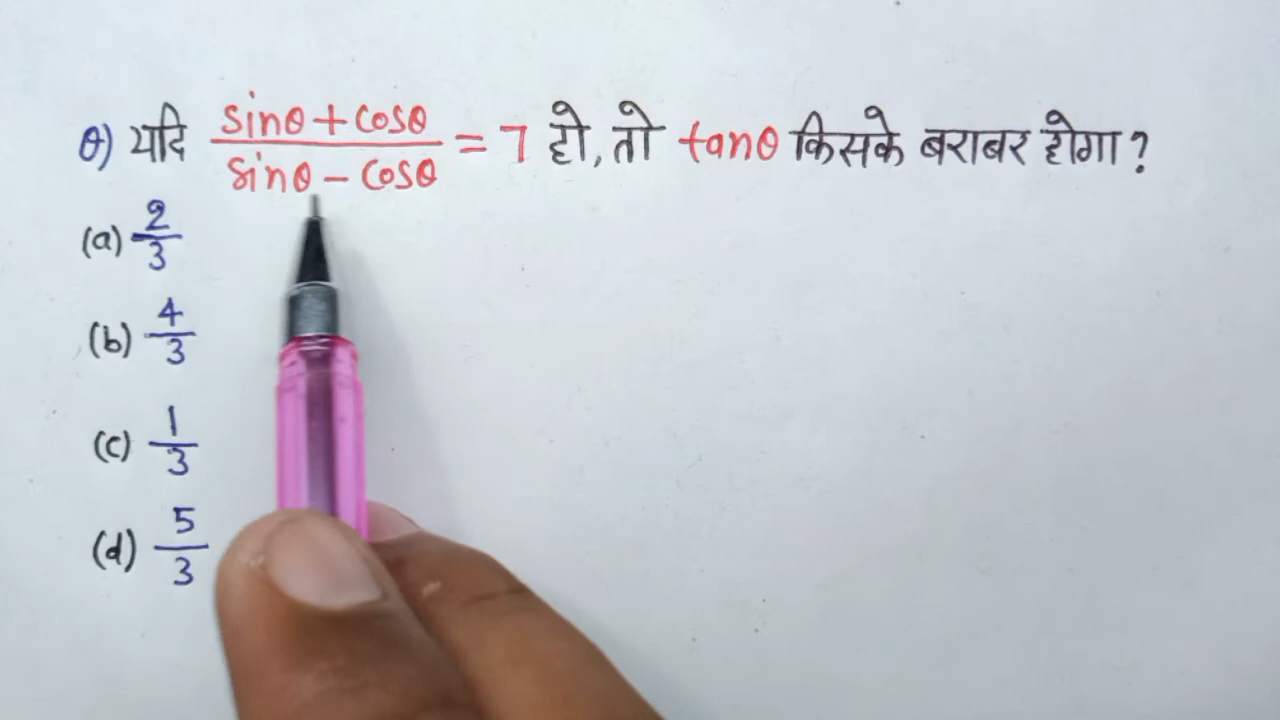 θ) यदि (sinθ + cosθ)/(sinθ - cosθ) = 7 हो, तो tanθ किसके बराबर होगा ?
(a) 2/3
(b) 4/3
(c) 1/3
(d) 5/3